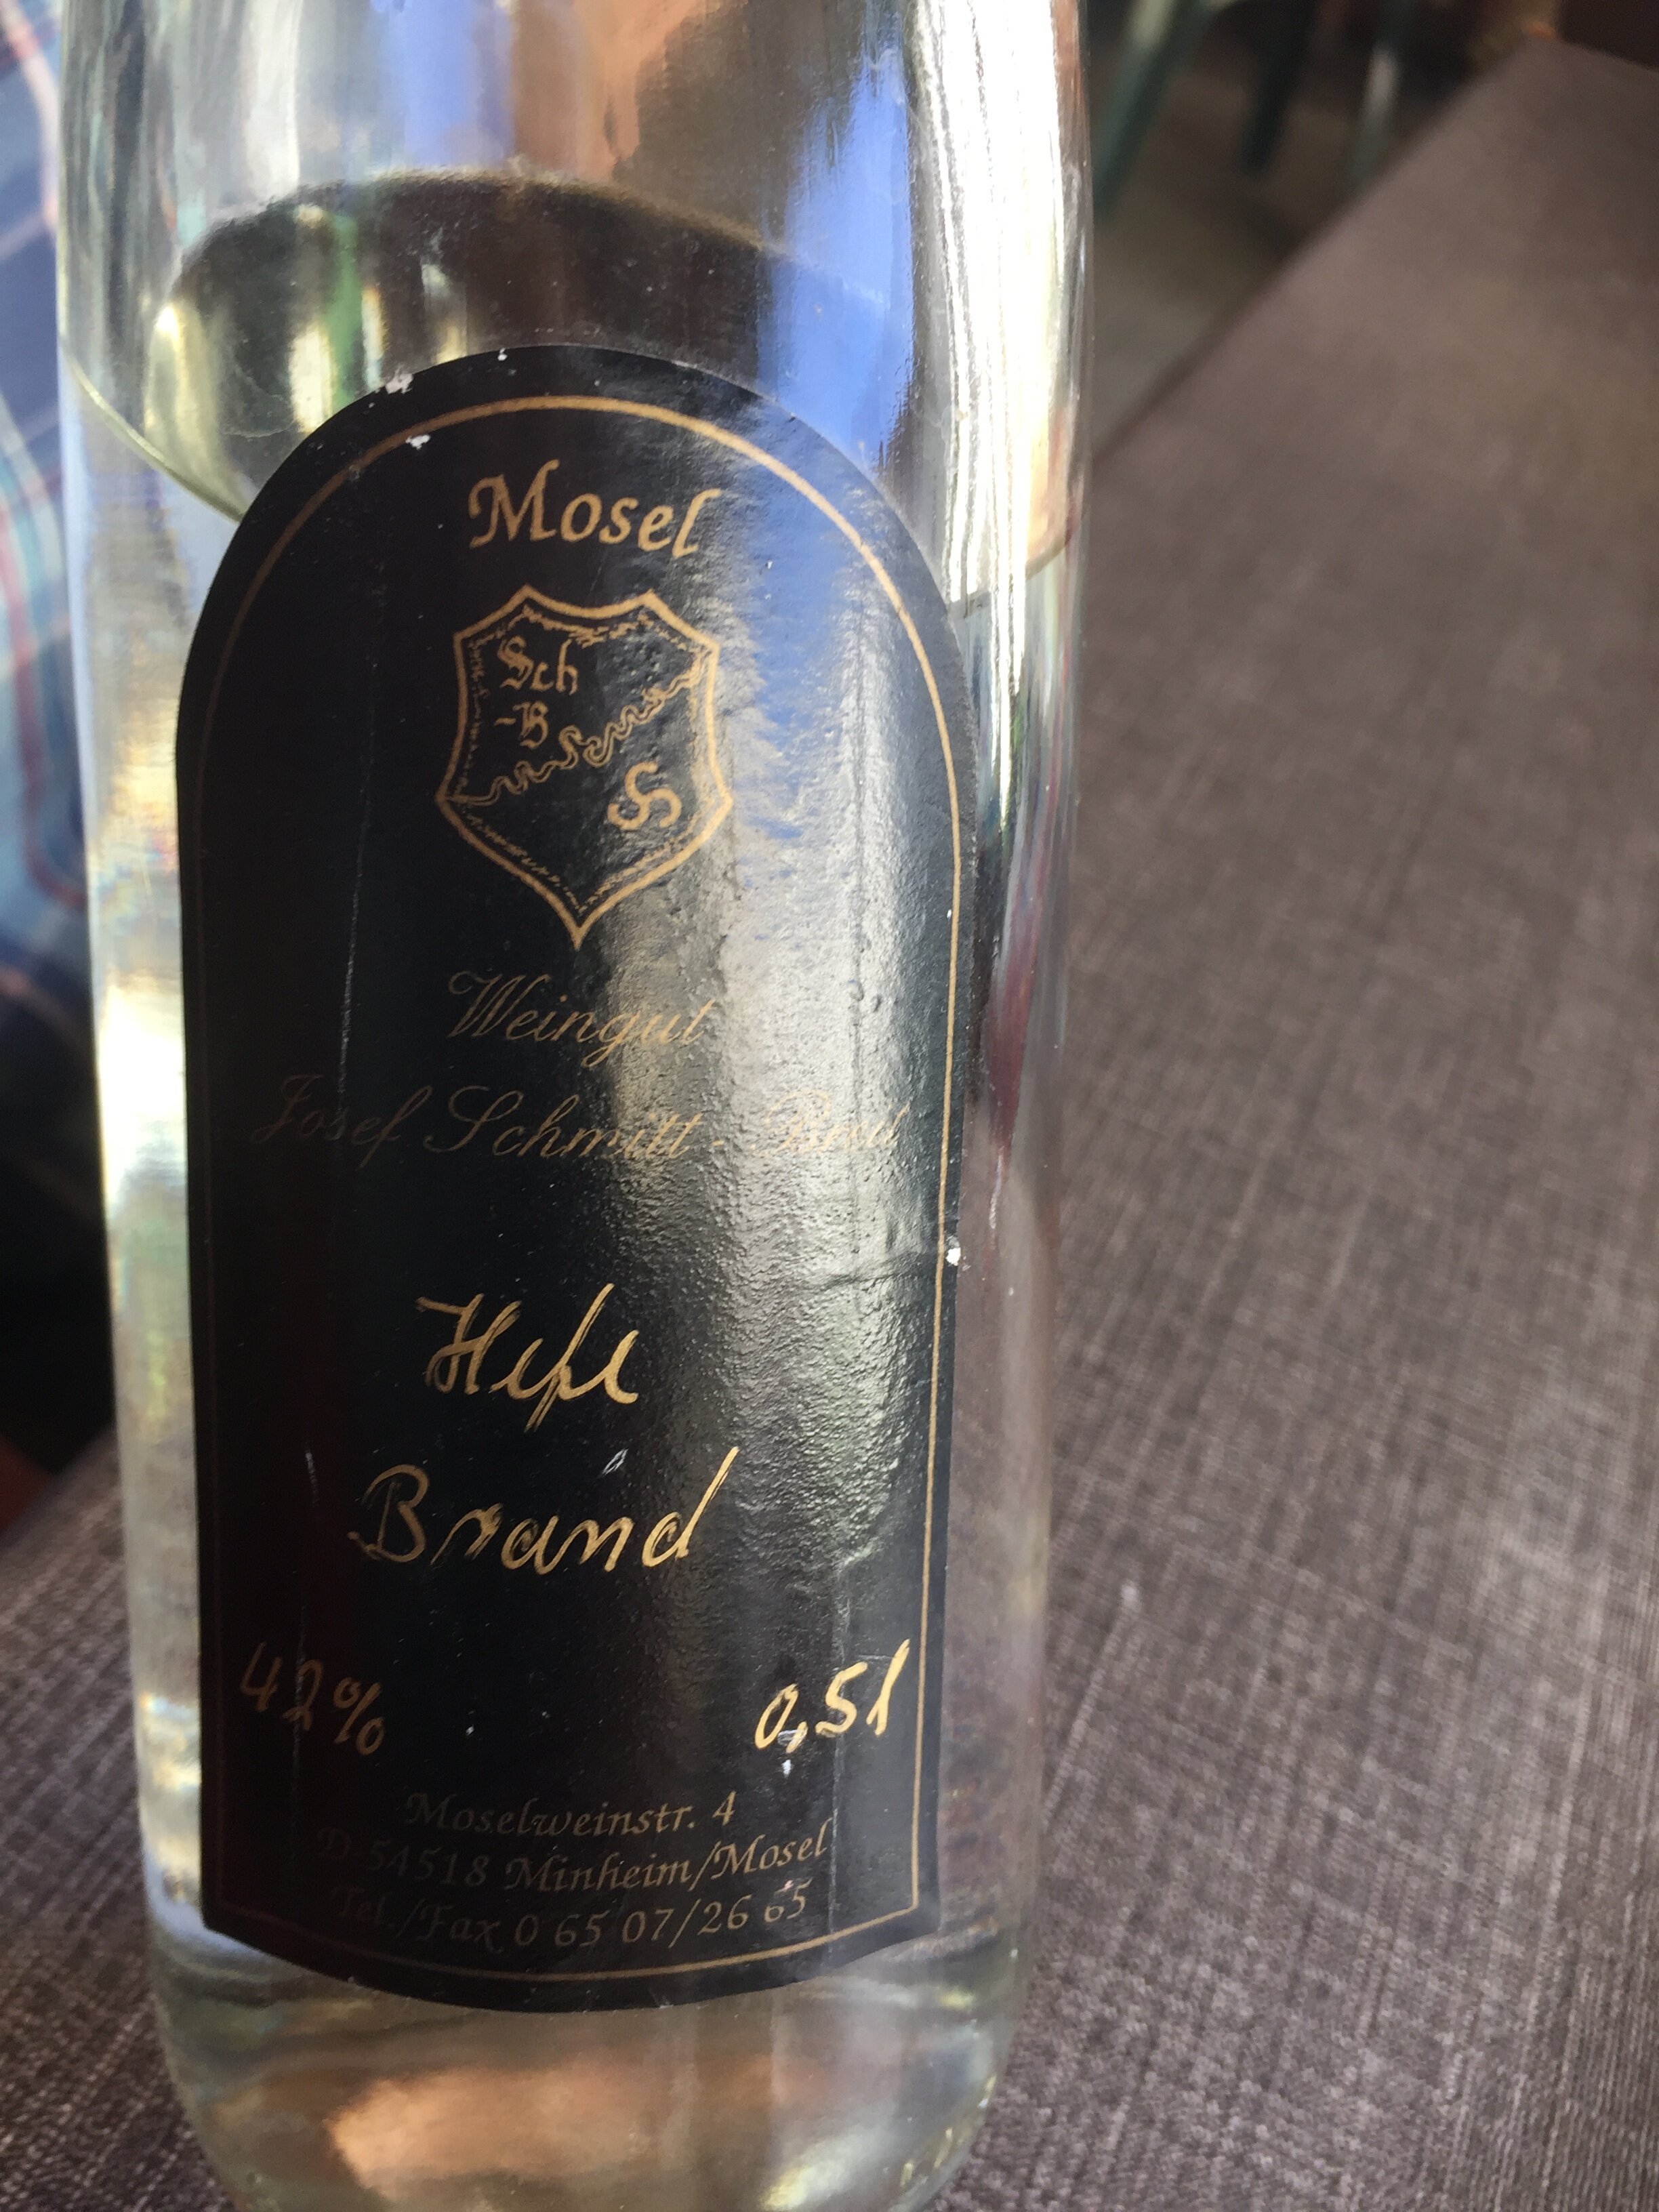 Mosel
Sch
-B
Weingut
Josef Schmitt-
Hefe
Brand
42% 0,5l
Moselweinstr. 4
D-54518 Minheim/Mosel
Tel./Fax 0 65 07/26 65